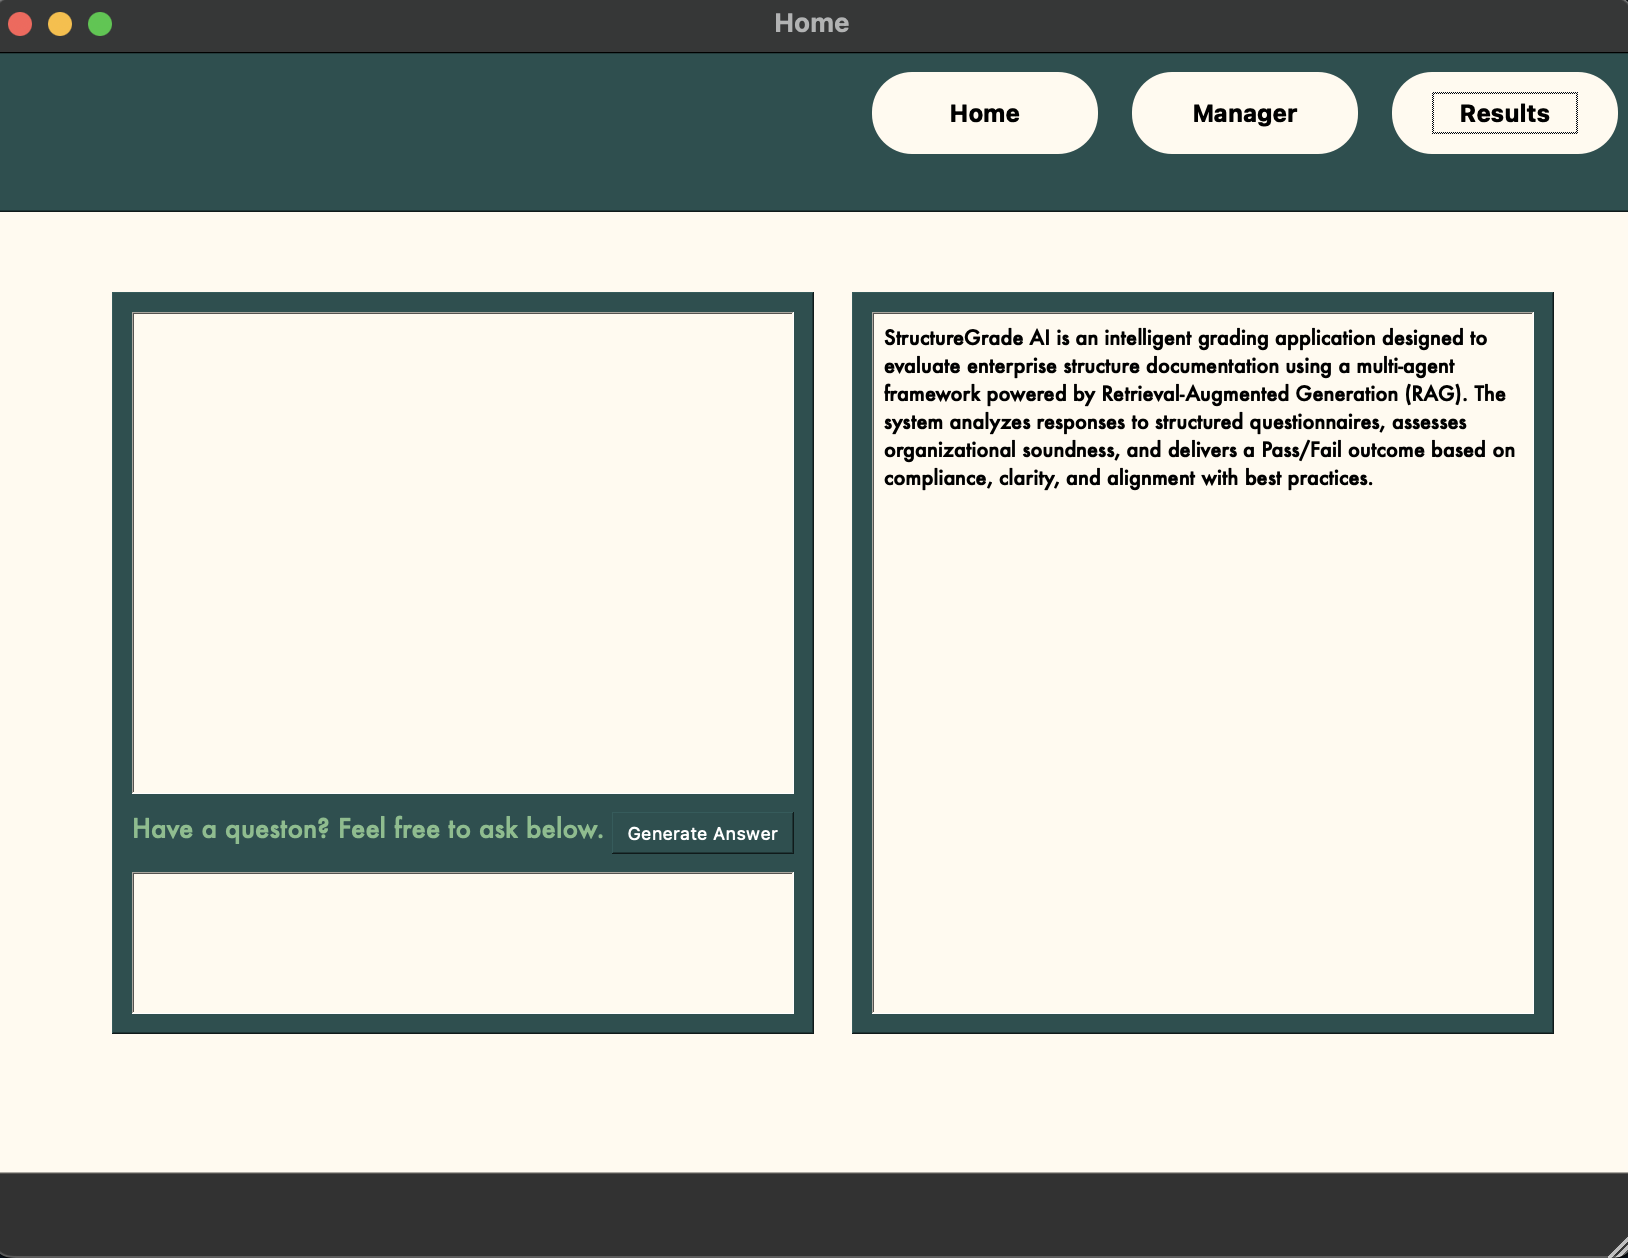 Home
Home
Manager
Results
StructureGrade AI is an intelligent grading application designed to
evaluate enterprise structure documentation using a multi-agent
framework powered by Retrieval-Augmented Generation (RAG). The
system analyzes responses to structured questionnaires, assesses
organizational soundness, and delivers a Pass/Fail outcome based on
compliance, clarity, and alignment with best practices.
Have a queston? Feel free to ask below.
Generate Answer